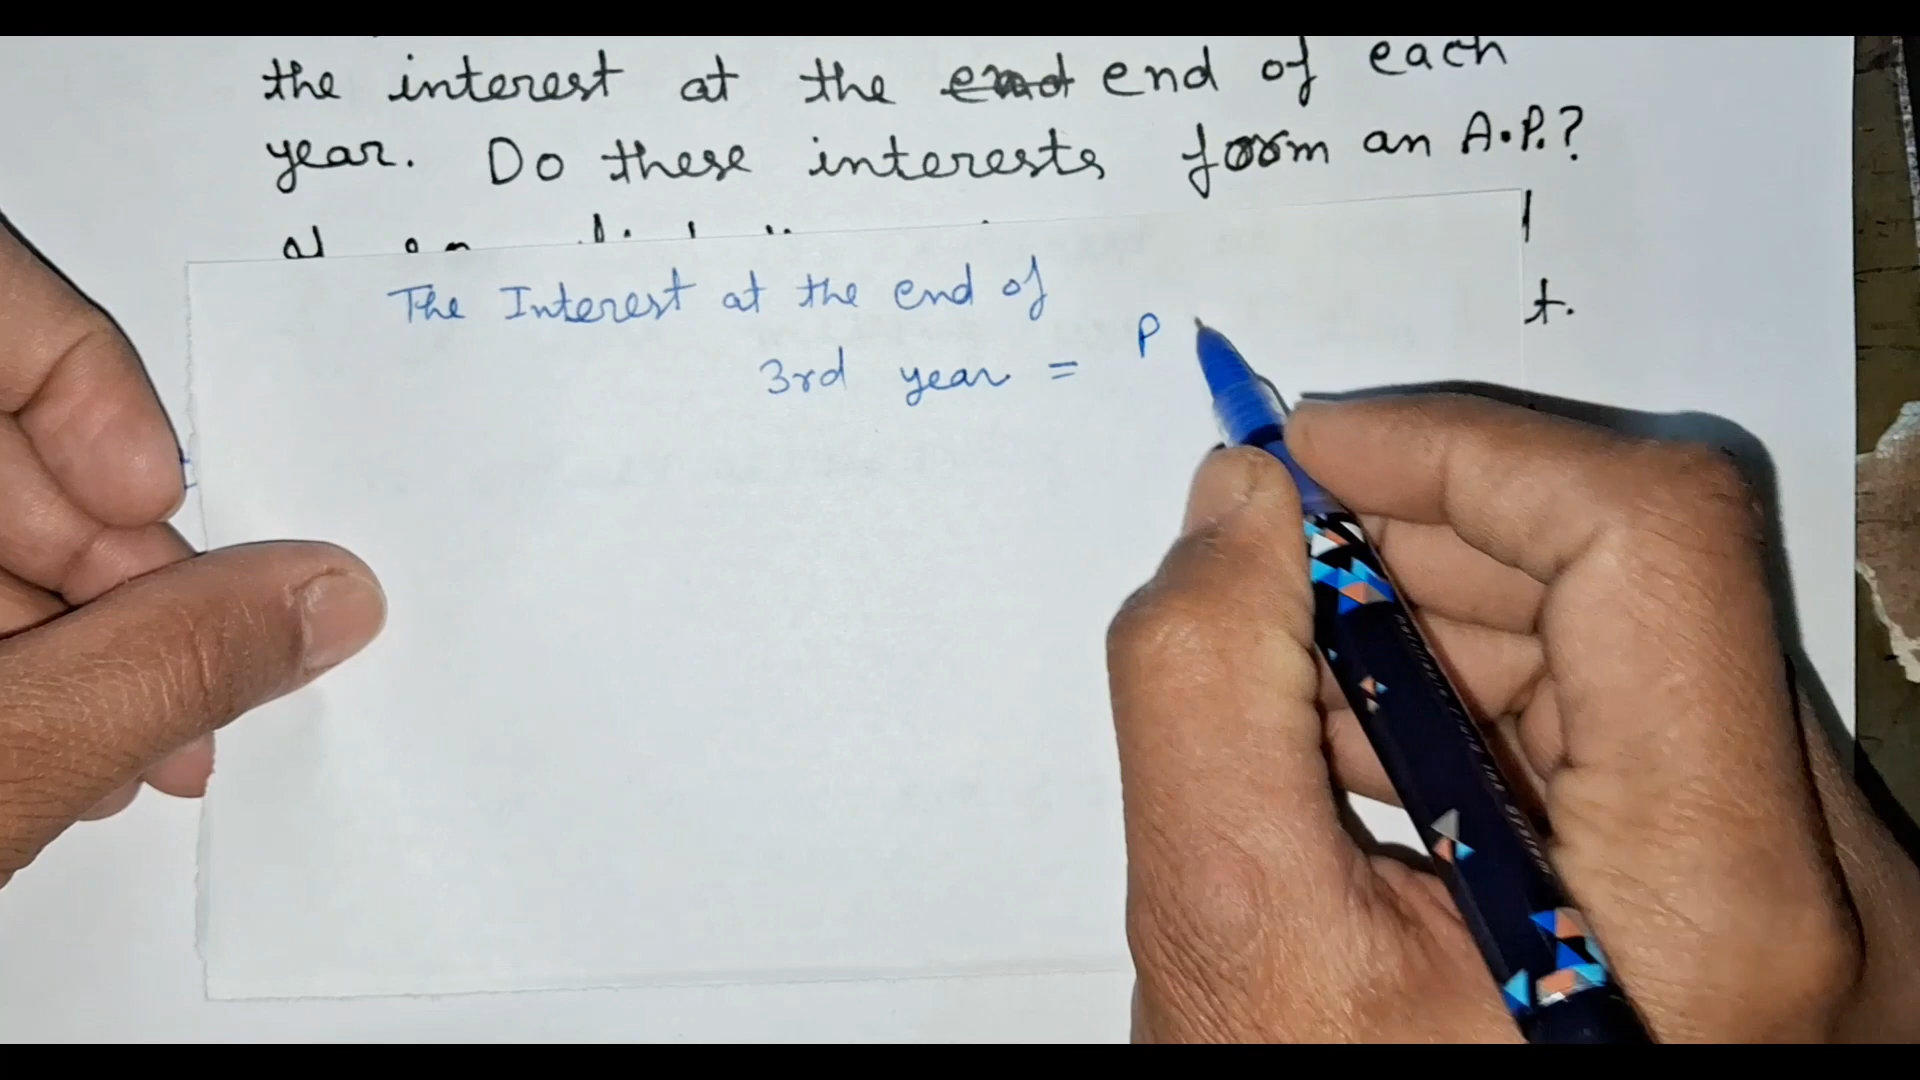 the interest at the end end of each
year. Do these interests form an A.P.?
t.
The Interest at the end of
3rd year = P